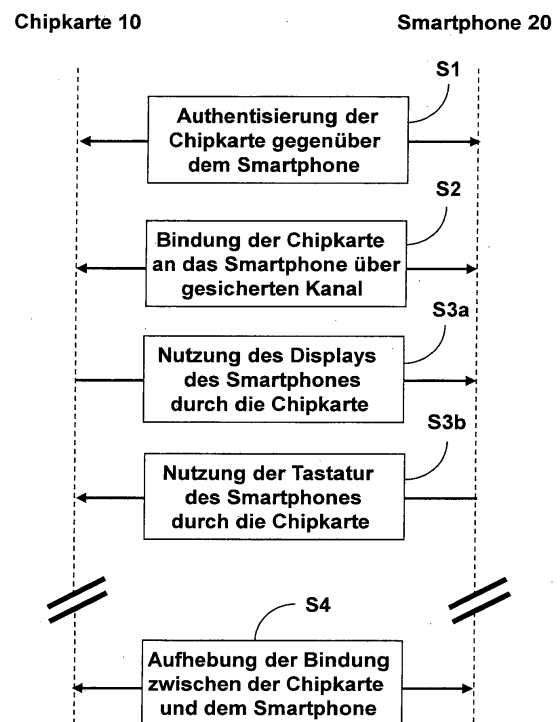 Chipkarte 10
Smartphone 20
S1
Authentisierung der
Chipkarte gegenüber
dem Smartphone
S2
Bindung der Chipkarte
an das Smartphone über
gesicherten Kanal
S3a
Nutzung des Displays
des Smartphones
durch die Chipkarte
S3b
Nutzung der Tastatur
des Smartphones
durch die Chipkarte
S4
Aufhebung der Bindung
zwischen der Chipkarte
und dem Smartphone